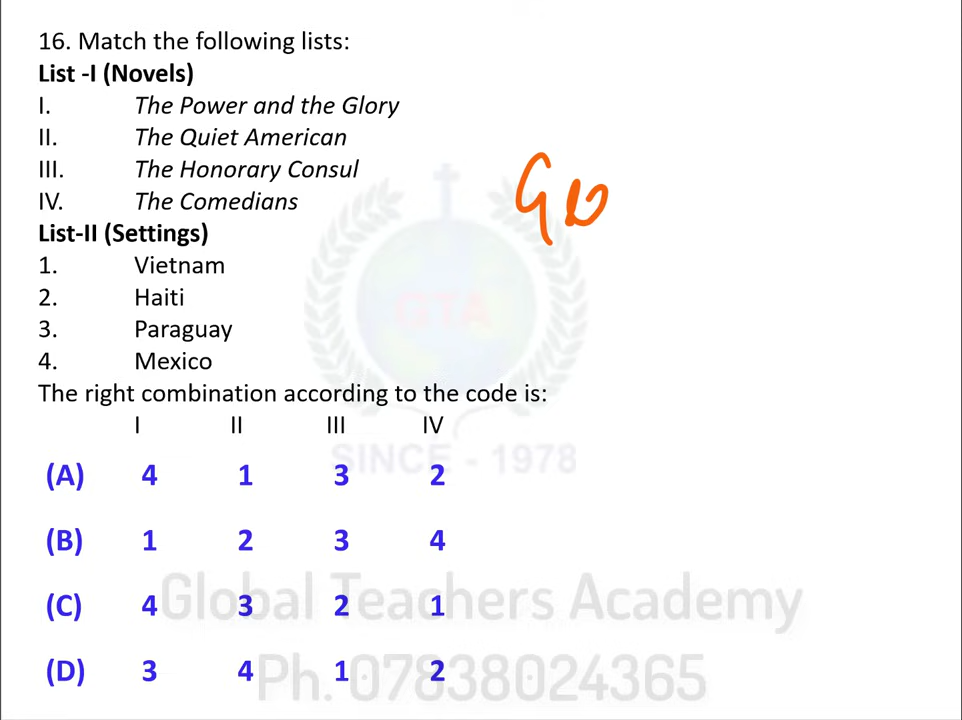 16. Match the following lists:
List -I (Novels)
I. The Power and the Glory
II. The Quiet American
III. The Honorary Consul
IV. The Comedians
List-II (Settings)
1. Vietnam
2. Haiti
3. Paraguay
4. Mexico
The right combination according to the code is:
I II III IV
(A) 4 1 3 2
(B) 1 2 3 4
(C) 4 3 2 1
(D) 3 4 1 2
GTA
SINCE - 1978
Global Teachers Academy
Ph. 07838024365